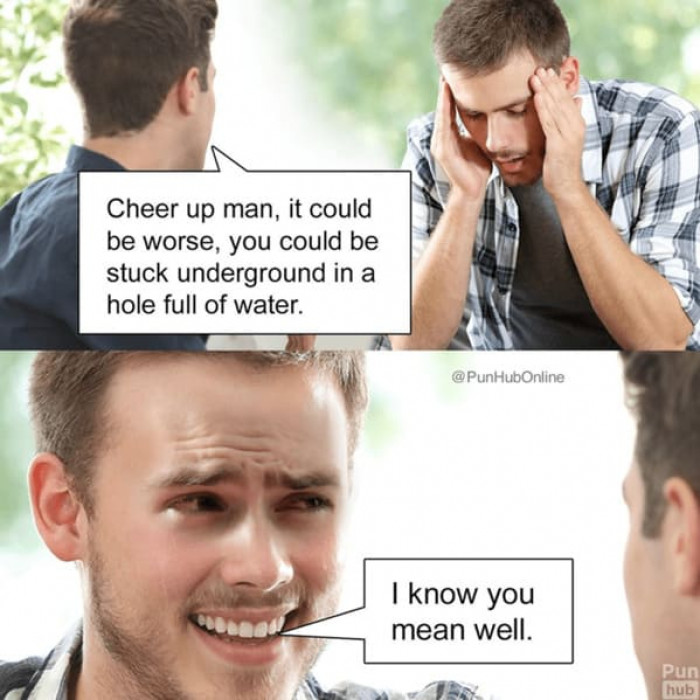 Cheer up man, it could
be worse, you could be
stuck underground in a
hole full of water.
@PunHubOnline
I know you
mean well.
Pun
hub